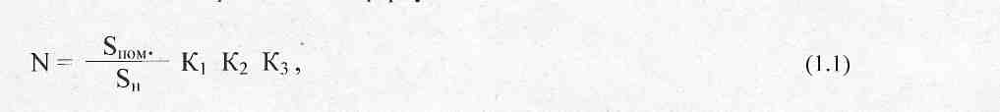 N = Sпом. / Sн K₁ K₂ K₃, (1.1)